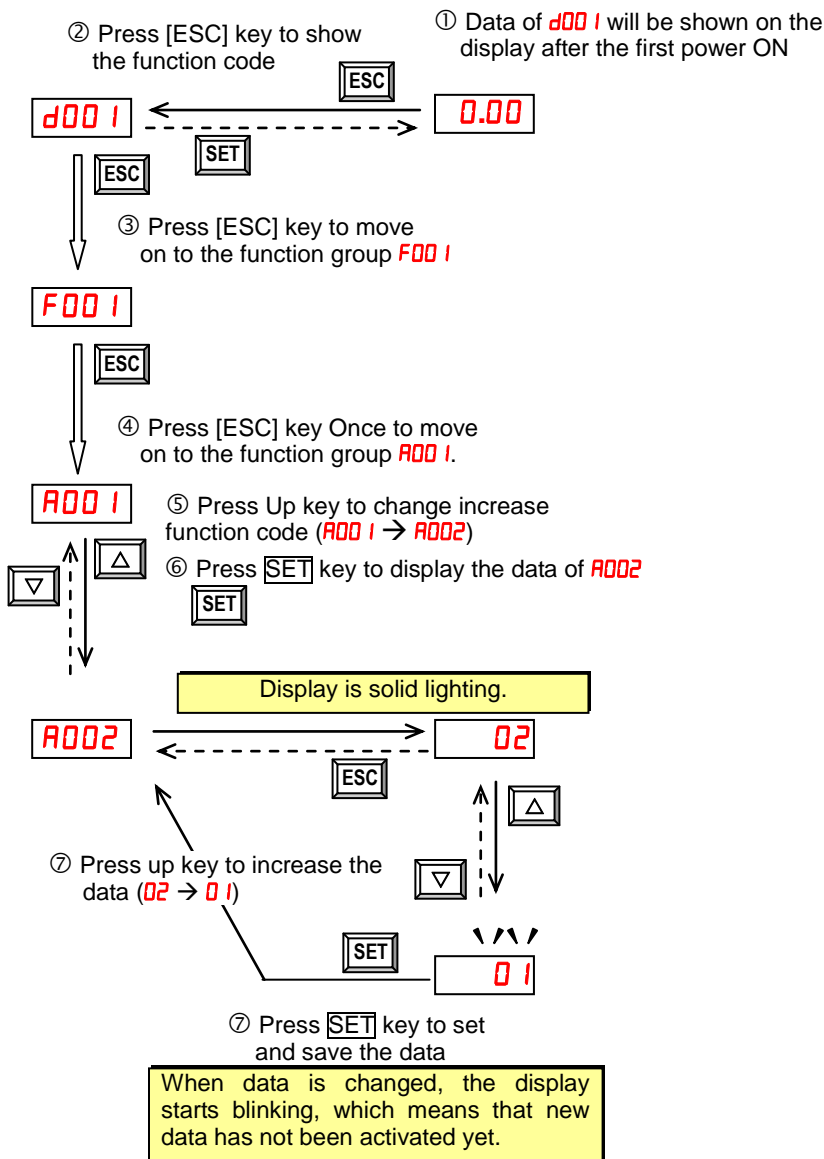 ① Data of d001 will be shown on the
display after the first power ON
② Press [ESC] key to show
the function code
ESC
d001
0.00
SET
ESC
③ Press [ESC] key to move
on to the function group F001
F001
ESC
④ Press [ESC] key Once to move
on to the function group A001.
A001
⑤ Press Up key to change increase
function code (A001 → A002)
△
▽
⑥ Press SET key to display the data of A002
SET
Display is solid lighting.
A002
02
ESC
△
⑦ Press up key to increase the
data (02 → 01)
▽
SET
01
⑦ Press SET key to set
and save the data
When data is changed, the display
starts blinking, which means that new
data has not been activated yet.